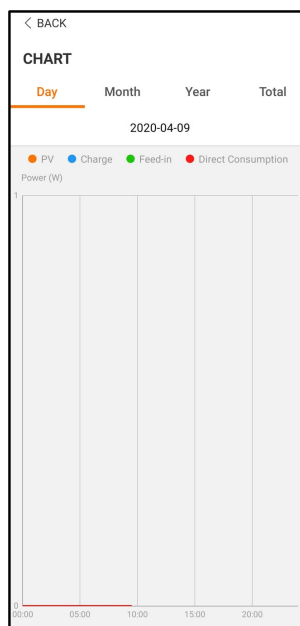 < BACK
CHART
Day Month Year Total
2020-04-09
PV Charge Feed-in Direct Consumption
Power (W)
1
0
00:00 05:00 10:00 15:00 20:00